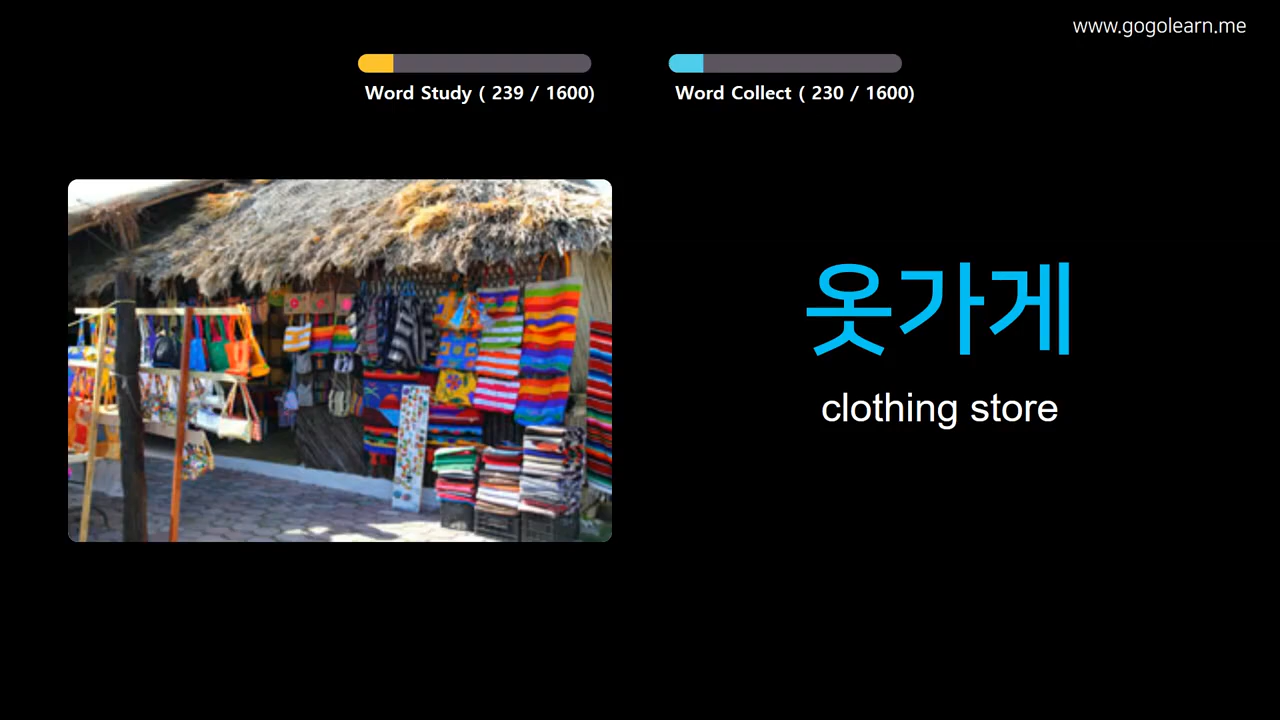 www.gogolearn.me
Word Study ( 239 / 1600)
Word Collect ( 230 / 1600)
옷가게
clothing store